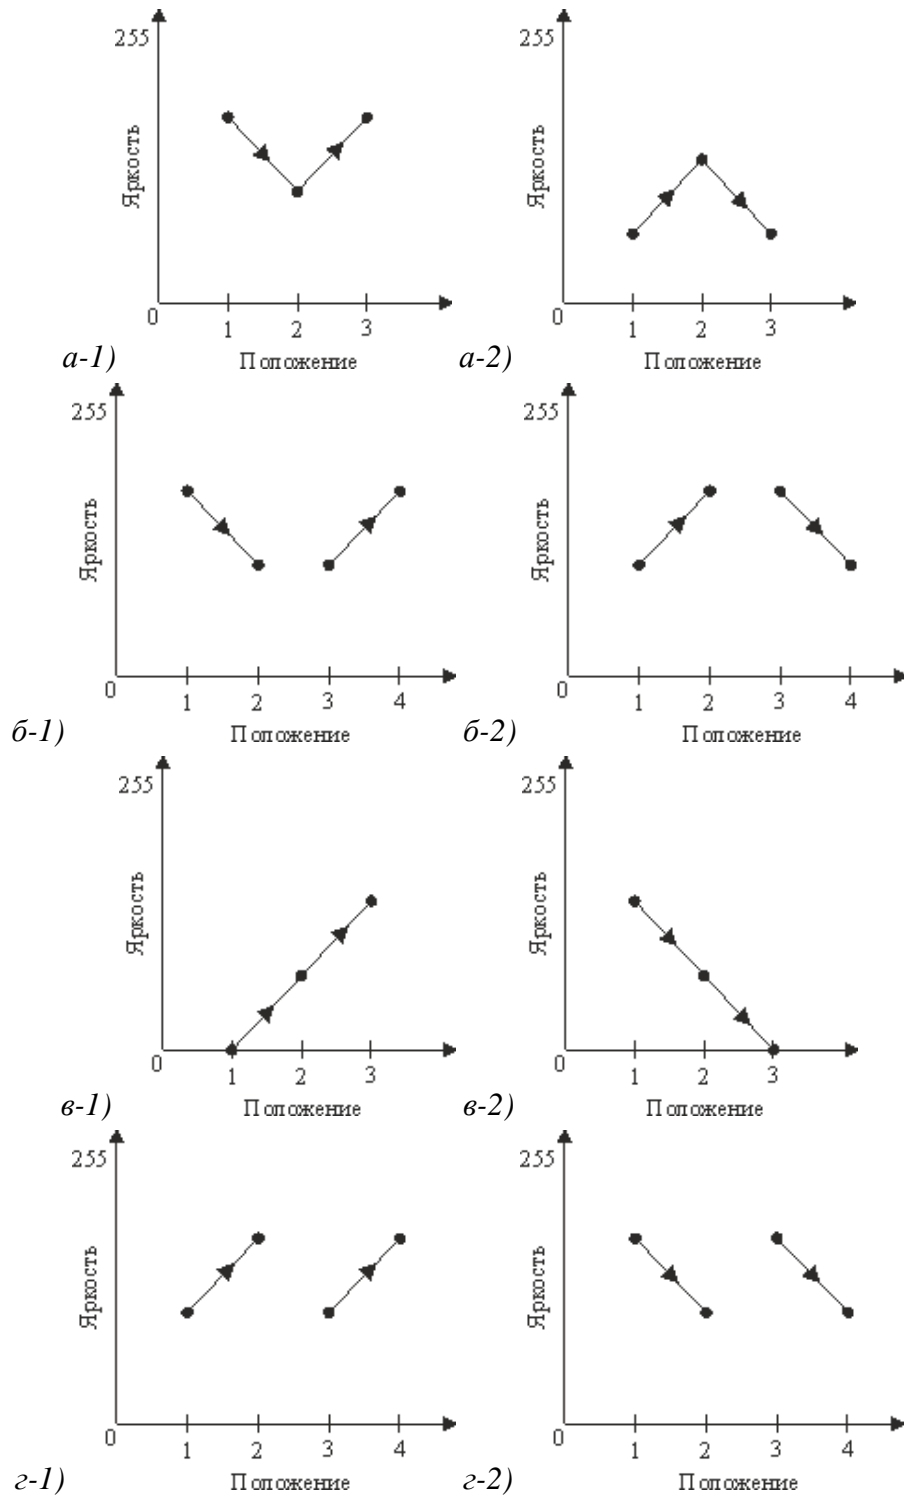 255 255
Яркость Яркость
0 1 2 3 0 1 2 3
а-1) Положение а-2) Положение
255 255
Яркость Яркость
0 1 2 3 4 0 1 2 3 4
б-1) Положение б-2) Положение
255 255
Яркость Яркость
0 1 2 3 0 1 2 3
в-1) Положение в-2) Положение
255 255
Яркость Яркость
0 1 2 3 4 0 1 2 3 4
г-1) Положение г-2) Положение